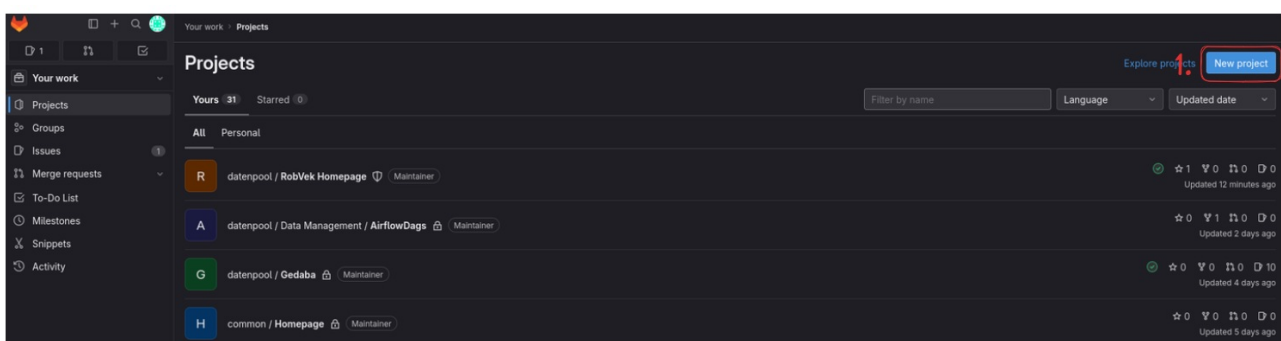 Your work › Projects
1
Your work
Projects
Groups
Issues 1
Merge requests
To-Do List
Milestones
Snippets
Activity
Projects
Explore projects 1. New project
Yours 31 Starred 0
Filter by name Language Updated date
All Personal
R datenpool / RobVek Homepage Maintainer 1 0 0 0
Updated 12 minutes ago
A datenpool / Data Management / AirflowDags Maintainer 0 1 0 0
Updated 2 days ago
G datenpool / Gedaba Maintainer 0 0 0 10
Updated 4 days ago
H common / Homepage Maintainer 0 0 0 0
Updated 5 days ago